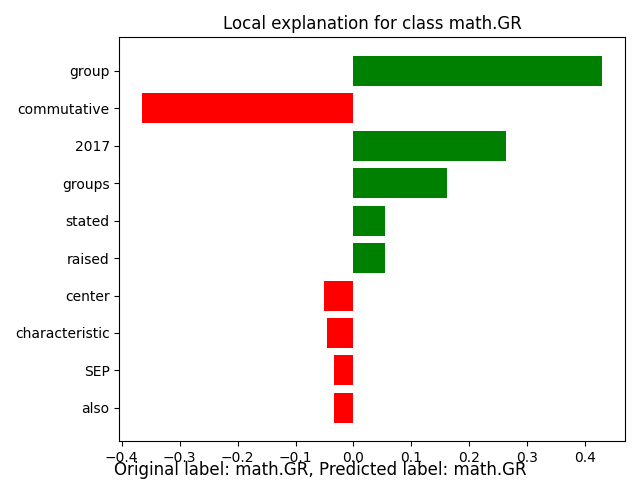 Local explanation for class math.GR
group
commutative
2017
groups
stated
raised
center
characteristic
SEP
also
−0.4 −0.3 −0.2 −0.1 0.0 0.1 0.2 0.3 0.4
Original label: math.GR, Predicted label: math.GR